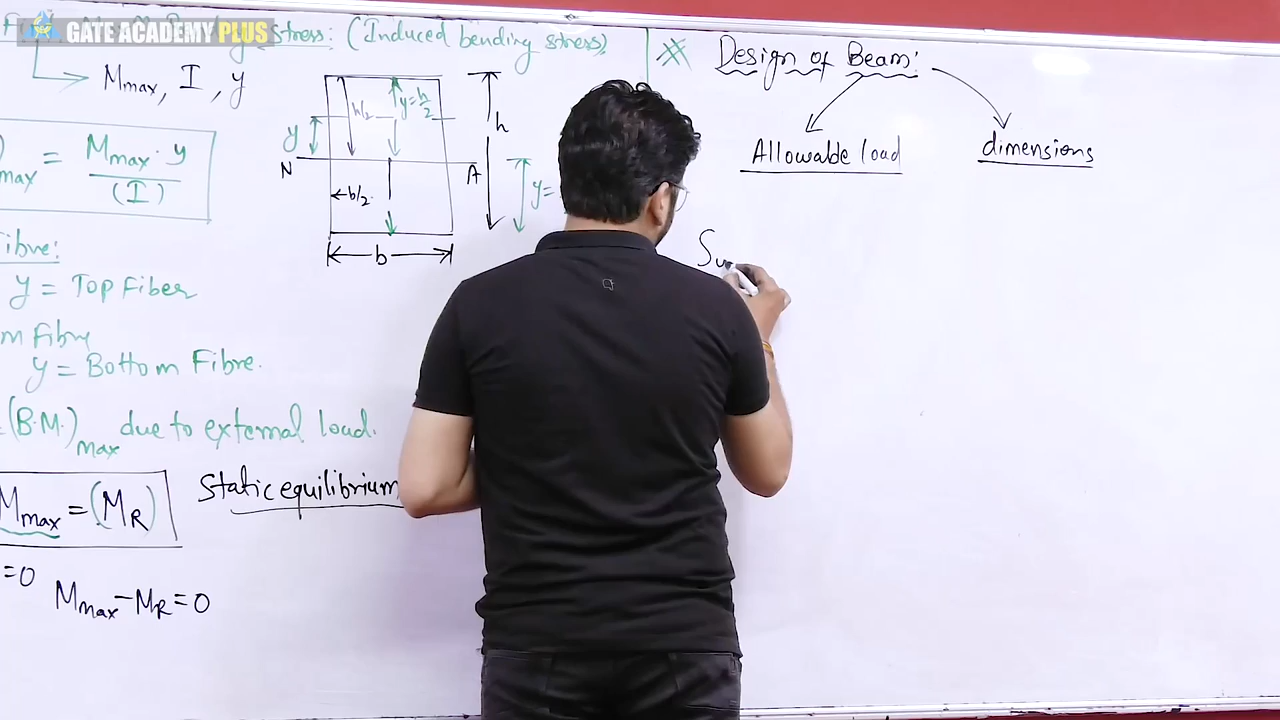 GATE ACADEMY PLUS
stress: (Induced bending stress)
Mmax, I, y
max = Mmax · y / (I)
Fibre:
y = Top Fiber
m Fibre
y = Bottom Fibre.
(B.M.)max due to external load.
Mmax = (MR)
Static equilibrium
=0
Mmax - MR = 0
h/2
y = h/2
y
N
A
b/2
b
h
y=
Design of Beam:
Allowable load
dimensions
Su